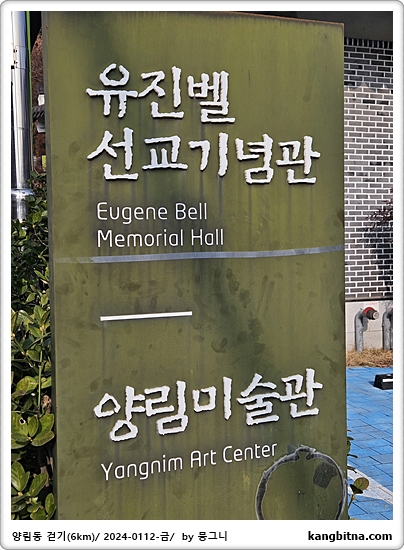 유진벨
선교기념관
Eugene Bell
Memorial Hall
양림미술관
Yangnim Art Center
양림동 걷기(6km)/ 2024-0112-금/ by 뭉그니
kangbitna.com